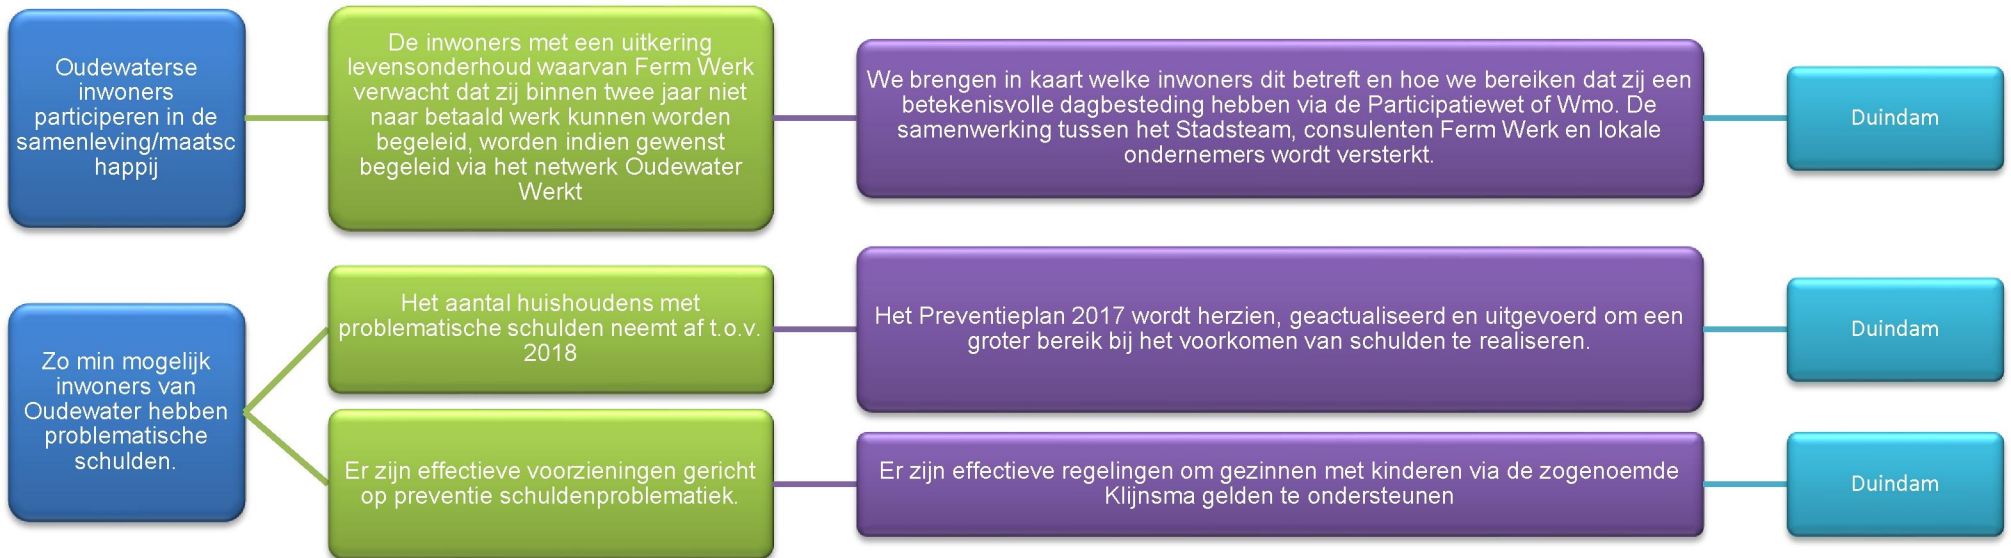 Oudewaterse
inwoners
participeren in de
samenleving/maatsc
happij
De inwoners met een uitkering
levensonderhoud waarvan Ferm Werk
verwacht dat zij binnen twee jaar niet
naar betaald werk kunnen worden
begeleid, worden indien gewenst
begeleid via het netwerk Oudewater
Werkt
We brengen in kaart welke inwoners dit betreft en hoe we bereiken dat zij een
betekenisvolle dagbesteding hebben via de Participatiewet of Wmo. De
samenwerking tussen het Stadsteam, consulenten Ferm Werk en lokale
ondernemers wordt versterkt.
Duindam
Zo min mogelijk
inwoners van
Oudewater hebben
problematische
schulden.
Het aantal huishoudens met
problematische schulden neemt af t.o.v.
2018
Het Preventieplan 2017 wordt herzien, geactualiseerd en uitgevoerd om een
groter bereik bij het voorkomen van schulden te realiseren.
Duindam
Er zijn effectieve voorzieningen gericht
op preventie schuldenproblematiek.
Er zijn effectieve regelingen om gezinnen met kinderen via de zogenoemde
Klijnsma gelden te ondersteunen
Duindam